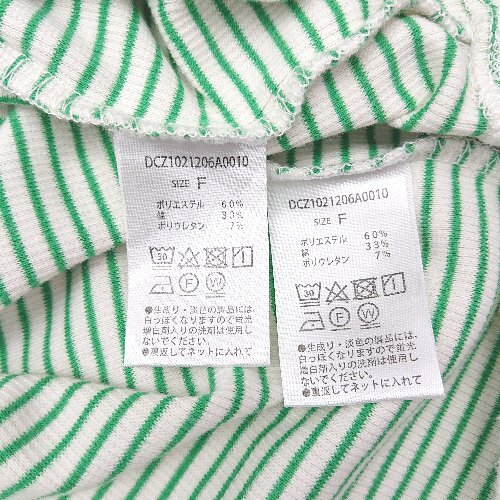 DCZ1021206A0010
SIZE F
ポリエステル 60%
綿 33%
ポリウレタン 7%
30
F W
●生成り・淡色の製品には
白っぽくなりますので蛍光
増白剤入りの洗剤は使用し
ないでください。
●裏返してネットに入れて
DCZ1021206A0010
SIZE F
ポリエステル 60%
綿 33%
ポリウレタン 7%
30
F W
●生成り・淡色の製品には
白っぽくなりますので蛍光
増白剤入りの洗剤は使用し
ないでください。
●裏返してネットに入れて